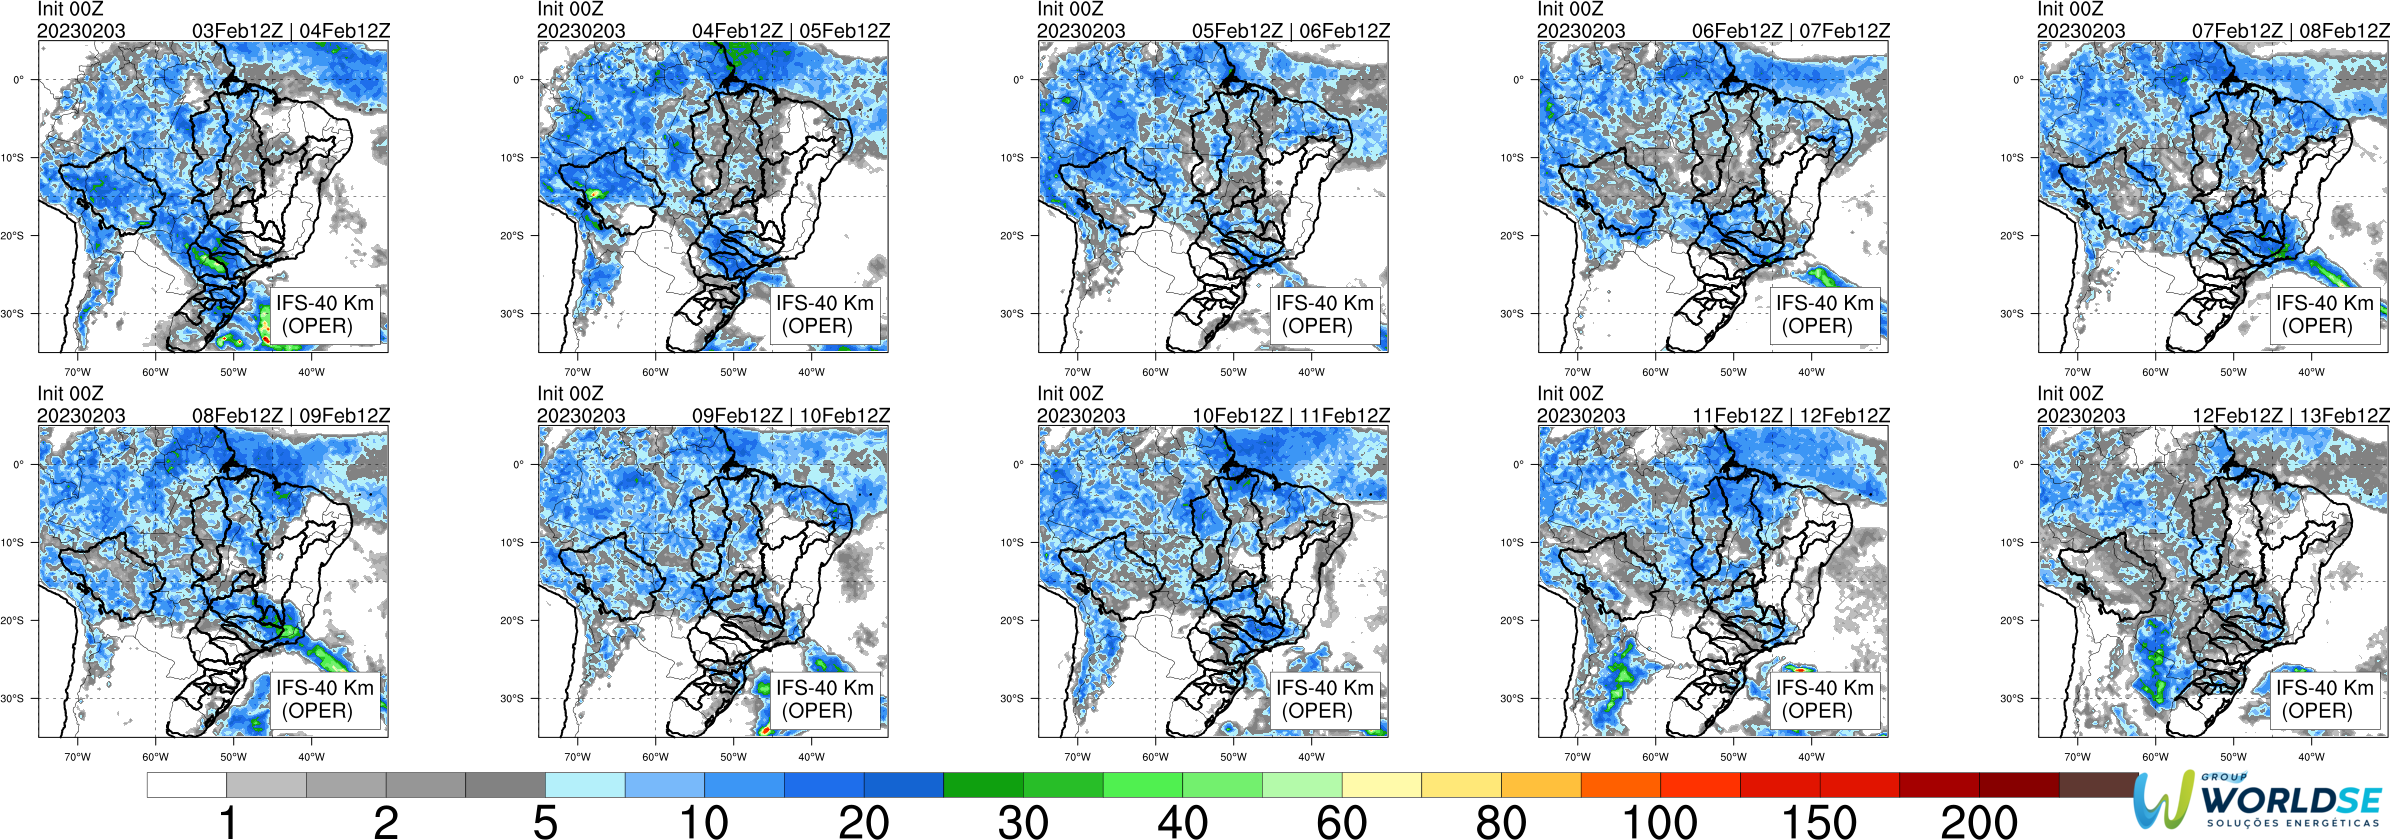 Init 00Z
20230203 03Feb12Z | 04Feb12Z
0°
10°S
20°S
30°S
70°W 60°W 50°W 40°W
IFS-40 Km
(OPER)
Init 00Z
20230203 04Feb12Z | 05Feb12Z
0°
10°S
20°S
30°S
70°W 60°W 50°W 40°W
IFS-40 Km
(OPER)
Init 00Z
20230203 05Feb12Z | 06Feb12Z
0°
10°S
20°S
30°S
70°W 60°W 50°W 40°W
IFS-40 Km
(OPER)
Init 00Z
20230203 06Feb12Z | 07Feb12Z
0°
10°S
20°S
30°S
70°W 60°W 50°W 40°W
IFS-40 Km
(OPER)
Init 00Z
20230203 07Feb12Z | 08Feb12Z
0°
10°S
20°S
30°S
70°W 60°W 50°W 40°W
IFS-40 Km
(OPER)
Init 00Z
20230203 08Feb12Z | 09Feb12Z
0°
10°S
20°S
30°S
70°W 60°W 50°W 40°W
IFS-40 Km
(OPER)
Init 00Z
20230203 09Feb12Z | 10Feb12Z
0°
10°S
20°S
30°S
70°W 60°W 50°W 40°W
IFS-40 Km
(OPER)
Init 00Z
20230203 10Feb12Z | 11Feb12Z
0°
10°S
20°S
30°S
70°W 60°W 50°W 40°W
IFS-40 Km
(OPER)
Init 00Z
20230203 11Feb12Z | 12Feb12Z
0°
10°S
20°S
30°S
70°W 60°W 50°W 40°W
IFS-40 Km
(OPER)
Init 00Z
20230203 12Feb12Z | 13Feb12Z
0°
10°S
20°S
30°S
70°W 60°W 50°W 40°W
IFS-40 Km
(OPER)
1 2 5 10 20 30 40 60 80 100 150 200
GROUP
WORLDSE
SOLUÇÕES ENERGÉTICAS